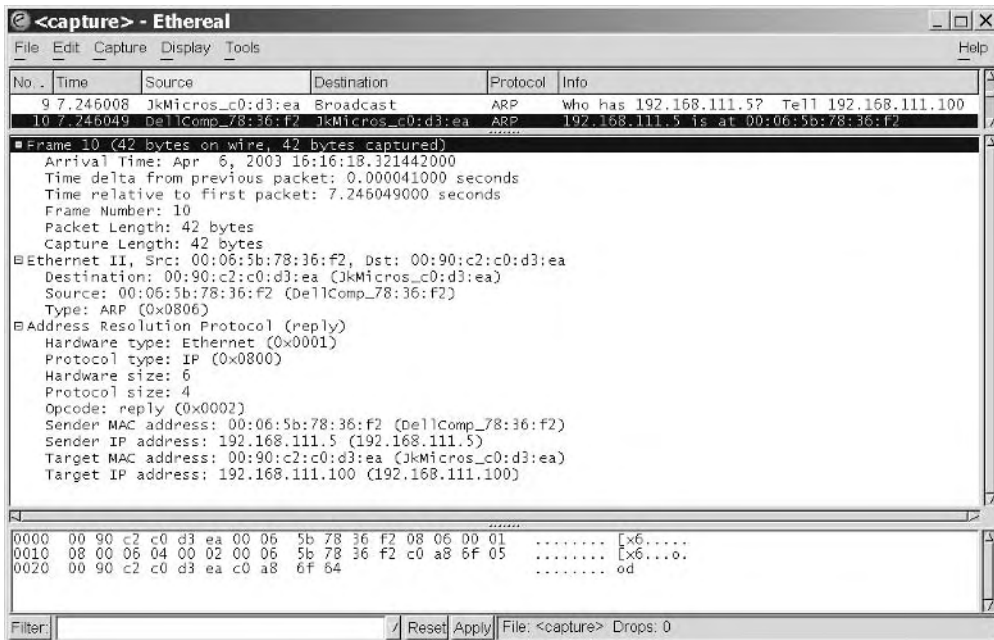 <capture> - Ethereal
File Edit Capture Display Tools Help
No. . Time Source Destination Protocol Info
9 7.246008 JkMicros_c0:d3:ea Broadcast ARP Who has 192.168.111.5? Tell 192.168.111.100
10 7.246049 DellComp_78:36:f2 JkMicros_c0:d3:ea ARP 192.168.111.5 is at 00:06:5b:78:36:f2
Frame 10 (42 bytes on wire, 42 bytes captured)
Arrival Time: Apr 6, 2003 16:16:18.321442000
Time delta from previous packet: 0.000041000 seconds
Time relative to first packet: 7.246049000 seconds
Frame Number: 10
Packet Length: 42 bytes
Capture Length: 42 bytes
Ethernet II, Src: 00:06:5b:78:36:f2, Dst: 00:90:c2:c0:d3:ea
Destination: 00:90:c2:c0:d3:ea (JkMicros_c0:d3:ea)
Source: 00:06:5b:78:36:f2 (DellComp_78:36:f2)
Type: ARP (0x0806)
Address Resolution Protocol (reply)
Hardware type: Ethernet (0x0001)
Protocol type: IP (0x0800)
Hardware size: 6
Protocol size: 4
Opcode: reply (0x0002)
Sender MAC address: 00:06:5b:78:36:f2 (DellComp_78:36:f2)
Sender IP address: 192.168.111.5 (192.168.111.5)
Target MAC address: 00:90:c2:c0:d3:ea (JkMicros_c0:d3:ea)
Target IP address: 192.168.111.100 (192.168.111.100)
0000 00 90 c2 c0 d3 ea 00 06 5b 78 36 f2 08 06 00 01 ........ [x6.....
0010 08 00 06 04 00 02 00 06 5b 78 36 f2 c0 a8 6f 05 ........ [x6...o.
0020 00 90 c2 c0 d3 ea c0 a8 6f 64 ........ od
Filter: Reset Apply File: <capture> Drops: 0